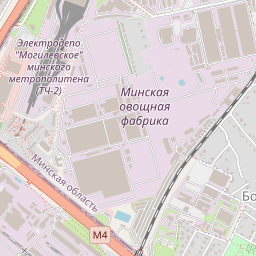 Электродепо
"Могилевское"
минского
метрополитена
(ТЧ-2)
Минская
овощная
фабрика
Минская область
М4
Бо